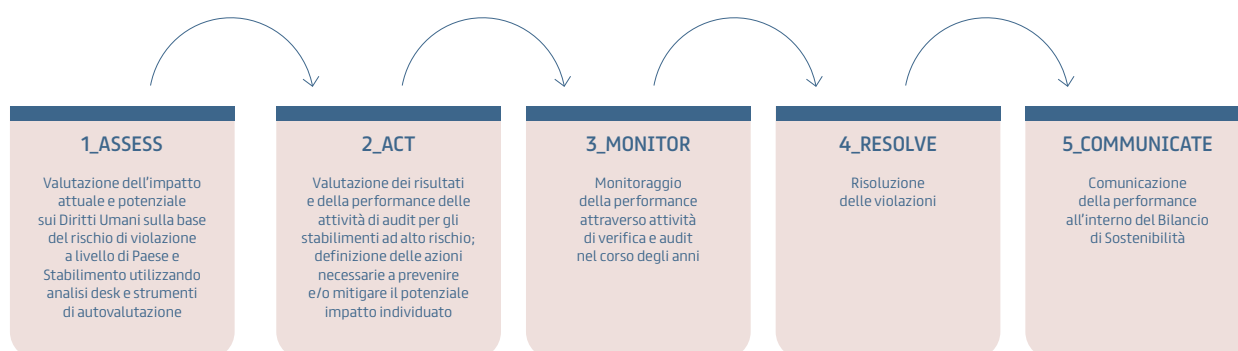 1_ASSESS
Valutazione dell'impatto
attuale e potenziale
sui Diritti Umani sulla base
del rischio di violazione
a livello di Paese e
Stabilimento utilizzando
analisi desk e strumenti
di autovalutazione
2_ACT
Valutazione dei risultati
e della performance delle
attività di audit per gli
stabilimenti ad alto rischio;
definizione delle azioni
necessarie a prevenire
e/o mitigare il potenziale
impatto individuato
3_MONITOR
Monitoraggio
della performance
attraverso attività
di verifica e audit
nel corso degli anni
4_RESOLVE
Risoluzione
delle violazioni
5_COMMUNICATE
Comunicazione
della performance
all'interno del Bilancio
di Sostenibilità